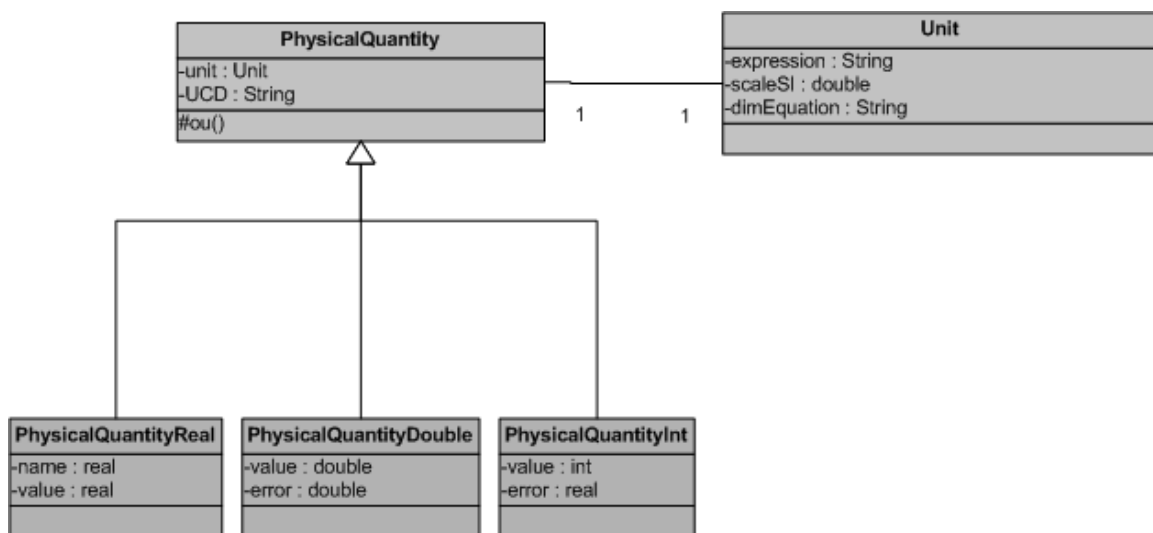 PhysicalQuantity
-unit : Unit
-UCD : String
#ou()
Unit
-expression : String
-scaleSI : double
-dimEquation : String
1
1
PhysicalQuantityReal
-name : real
-value : real
PhysicalQuantityDouble
-value : double
-error : double
PhysicalQuantityInt
-value : int
-error : real